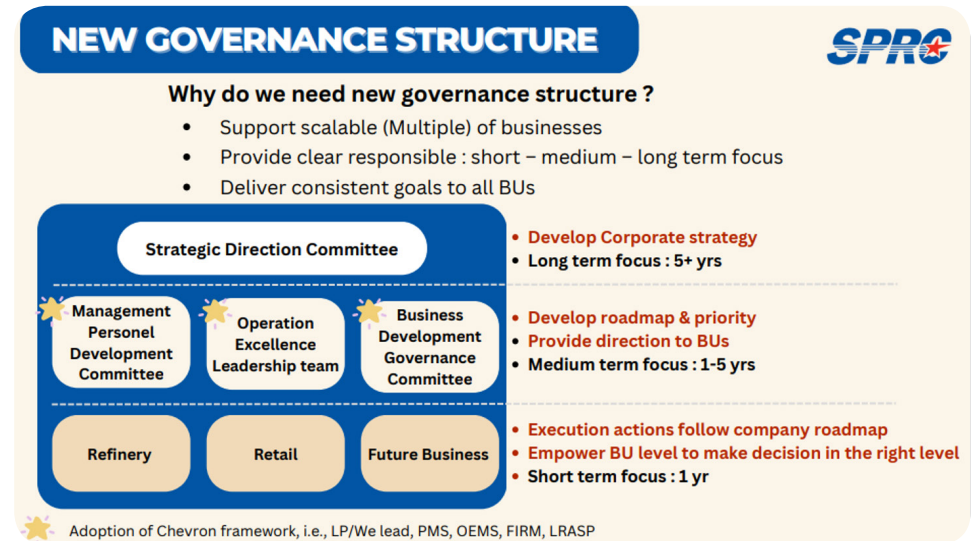 NEW GOVERNANCE STRUCTURE
SPRC
Why do we need new governance structure ?
• Support scalable (Multiple) of businesses
• Provide clear responsible : short – medium – long term focus
• Deliver consistent goals to all BUs
Strategic Direction Committee
• Develop Corporate strategy
• Long term focus : 5+ yrs
Management
Personel
Development
Committee
Operation
Excellence
Leadership team
Business
Development
Governance
Committee
• Develop roadmap & priority
• Provide direction to BUs
• Medium term focus : 1-5 yrs
Refinery
Retail
Future Business
• Execution actions follow company roadmap
• Empower BU level to make decision in the right level
• Short term focus : 1 yr
Adoption of Chevron framework, i.e., LP/We lead, PMS, OEMS, FIRM, LRASP